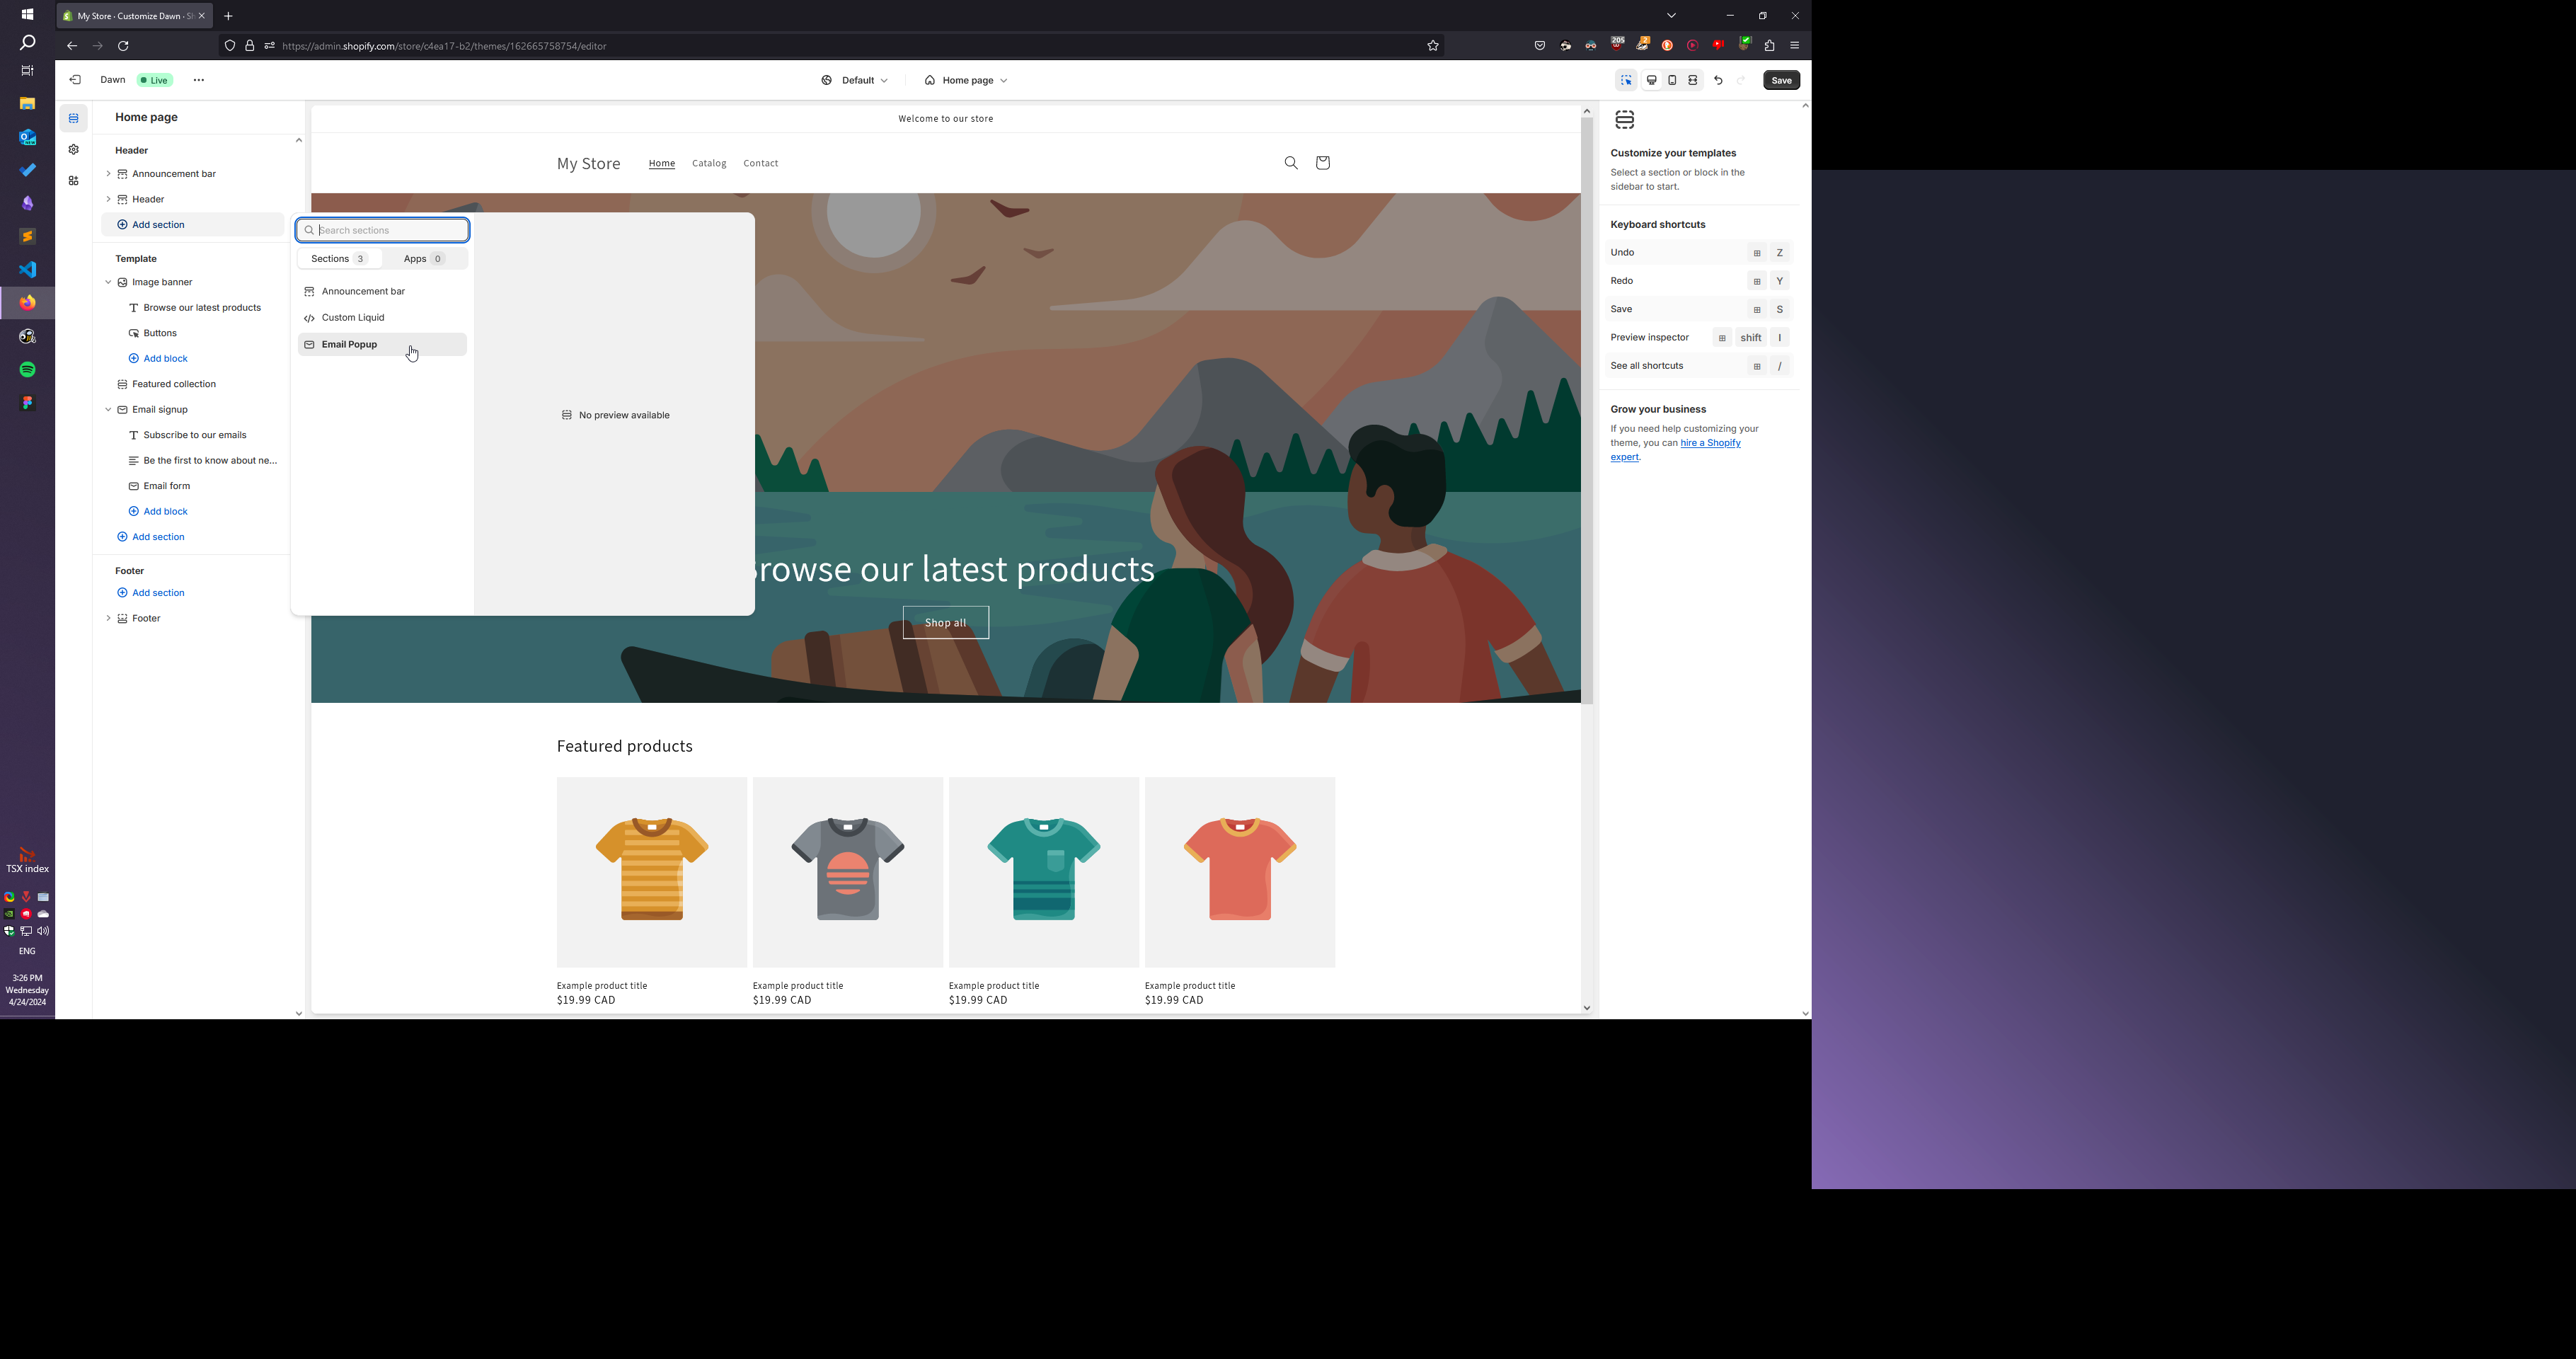 My Store · Customize Dawn · Sh
https://admin.shopify.com/store/c4ea17-b2/themes/162665758754/editor
205
2
Dawn
Live
Default
Home page
Save
Home page
Header
Announcement bar
Header
Add section
Template
Image banner
Browse our latest products
Buttons
Add block
Featured collection
Email signup
Subscribe to our emails
Be the first to know about ne...
Email form
Add block
Add section
Footer
Add section
Footer
Search sections
Sections 3
Apps 0
Announcement bar
Custom Liquid
Email Popup
No preview available
Welcome to our store
My Store
Home
Catalog
Contact
rowse our latest products
Shop all
Featured products
Example product title
$19.99 CAD
Example product title
$19.99 CAD
Example product title
$19.99 CAD
Example product title
$19.99 CAD
Customize your templates
Select a section or block in the
sidebar to start.
Keyboard shortcuts
Undo
Z
Redo
Y
Save
S
Preview inspector
shift
I
See all shortcuts
/
Grow your business
If you need help customizing your
theme, you can hire a Shopify
expert.
TSX index
ENG
3:26 PM
Wednesday
4/24/2024